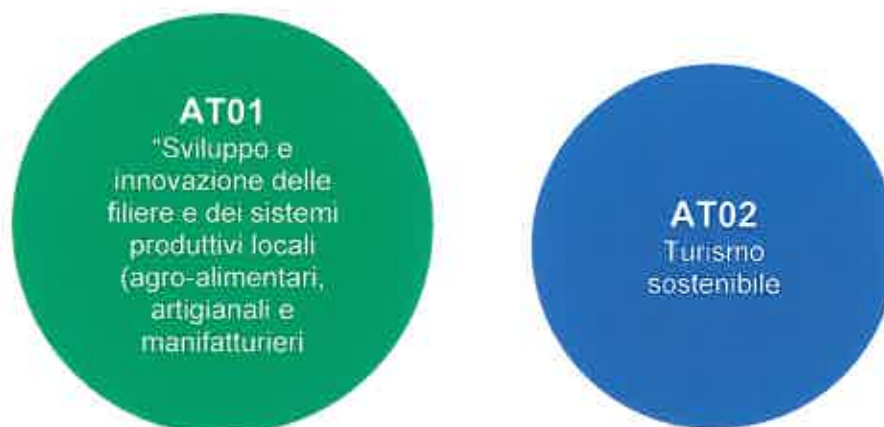 AT01
"Sviluppo e
innovazione delle
filiere e dei sistemi
produttivi locali
(agro-alimentari,
artigianali e
manifatturieri
AT02
Turismo
sostenibile